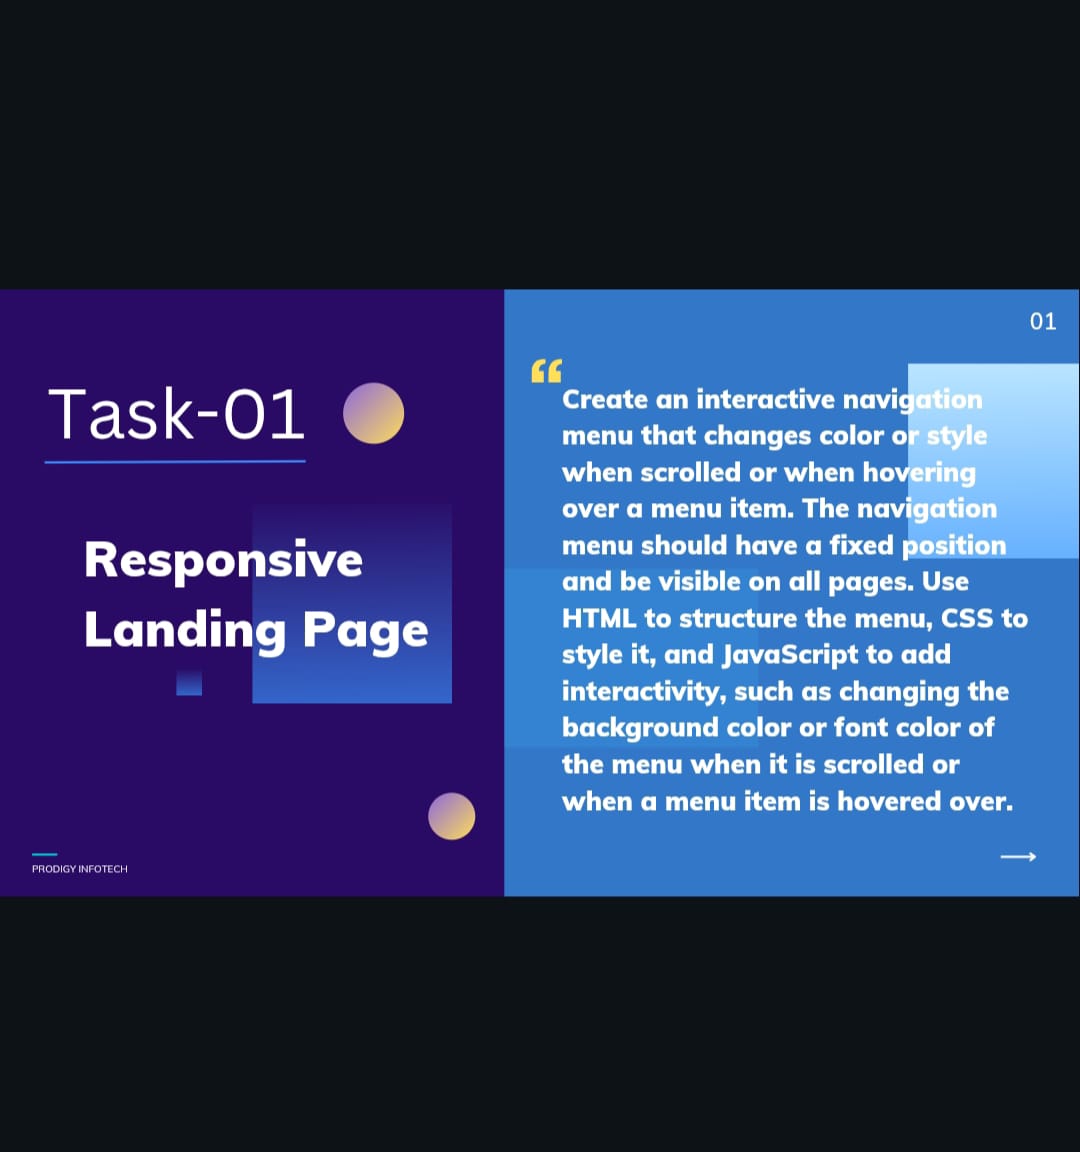 Task-01
Responsive
Landing Page
PRODIGY INFOTECH
01
“
Create an interactive navigation
menu that changes color or style
when scrolled or when hovering
over a menu item. The navigation
menu should have a fixed position
and be visible on all pages. Use
HTML to structure the menu, CSS to
style it, and JavaScript to add
interactivity, such as changing the
background color or font color of
the menu when it is scrolled or
when a menu item is hovered over.